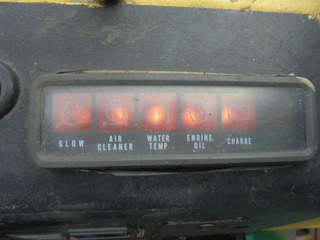 GLOW
AIR CLEANER
WATER TEMP
ENGINE OIL
CHARGE